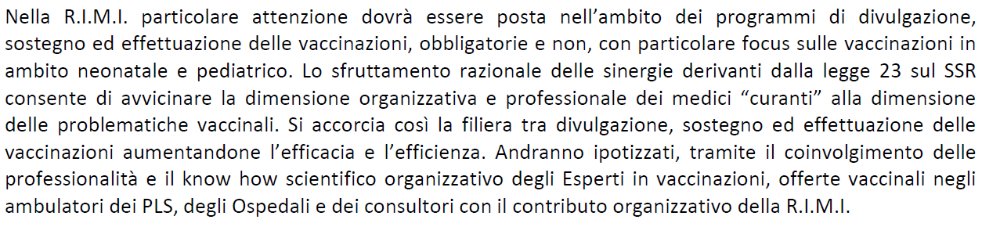 Nella R.I.M.I. particolare attenzione dovrà essere posta nell’ambito dei programmi di divulgazione,
sostegno ed effettuazione delle vaccinazioni, obbligatorie e non, con particolare focus sulle vaccinazioni in
ambito neonatale e pediatrico. Lo sfruttamento razionale delle sinergie derivanti dalla legge 23 sul SSR
consente di avvicinare la dimensione organizzativa e professionale dei medici “curanti” alla dimensione
delle problematiche vaccinali. Si accorcia così la filiera tra divulgazione, sostegno ed effettuazione delle
vaccinazioni aumentandone l’efficacia e l’efficienza. Andranno ipotizzati, tramite il coinvolgimento delle
professionalità e il know how scientifico organizzativo degli Esperti in vaccinazioni, offerte vaccinali negli
ambulatori dei PLS, degli Ospedali e dei consultori con il contributo organizzativo della R.I.M.I.